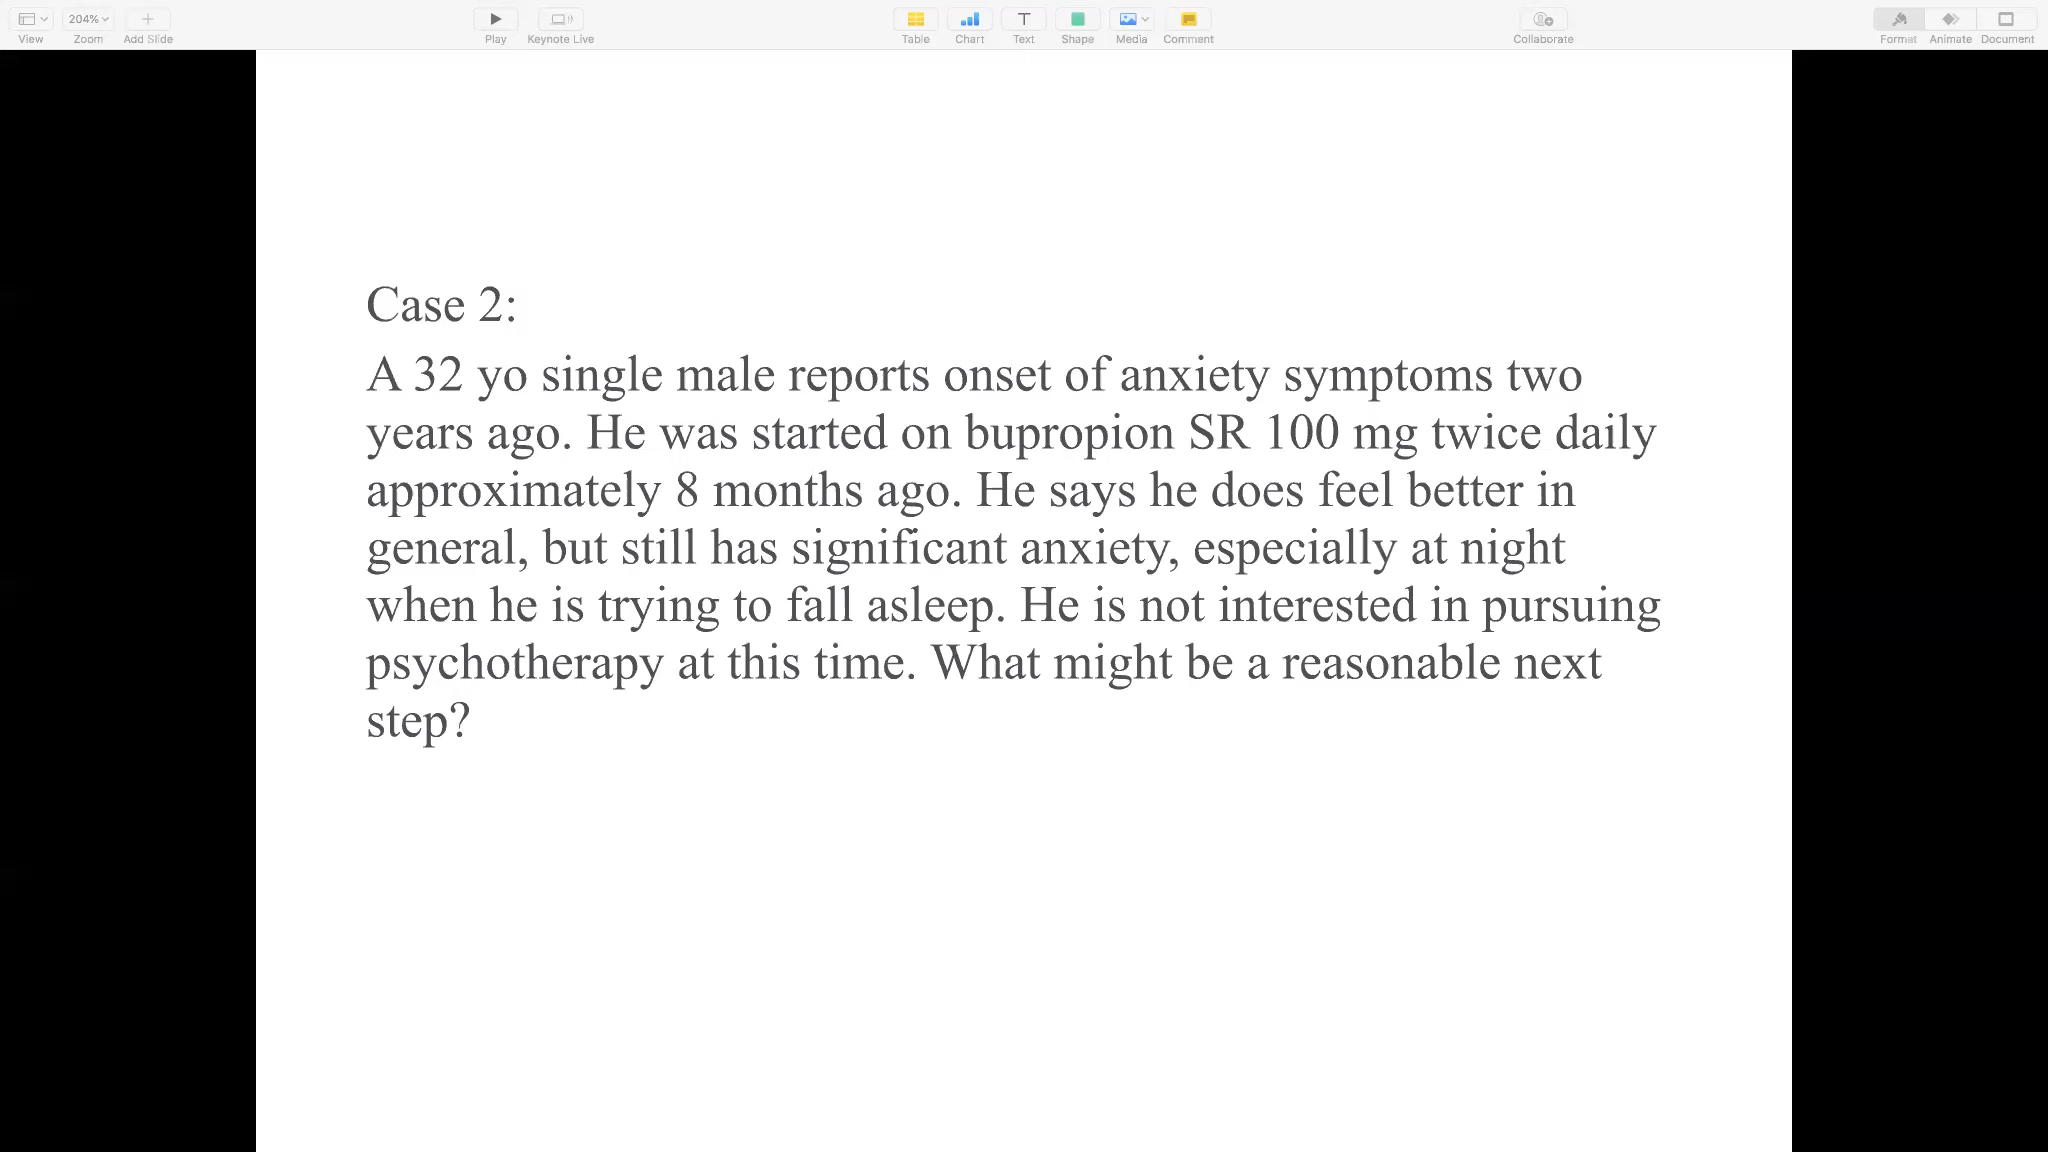 View
204%
Zoom
Add Slide
Play
Keynote Live
Table
Chart
Text
Shape
Media
Comment
Collaborate
Format
Animate
Document
Case 2:
A 32 yo single male reports onset of anxiety symptoms two
years ago. He was started on bupropion SR 100 mg twice daily
approximately 8 months ago. He says he does feel better in
general, but still has significant anxiety, especially at night
when he is trying to fall asleep. He is not interested in pursuing
psychotherapy at this time. What might be a reasonable next
step?